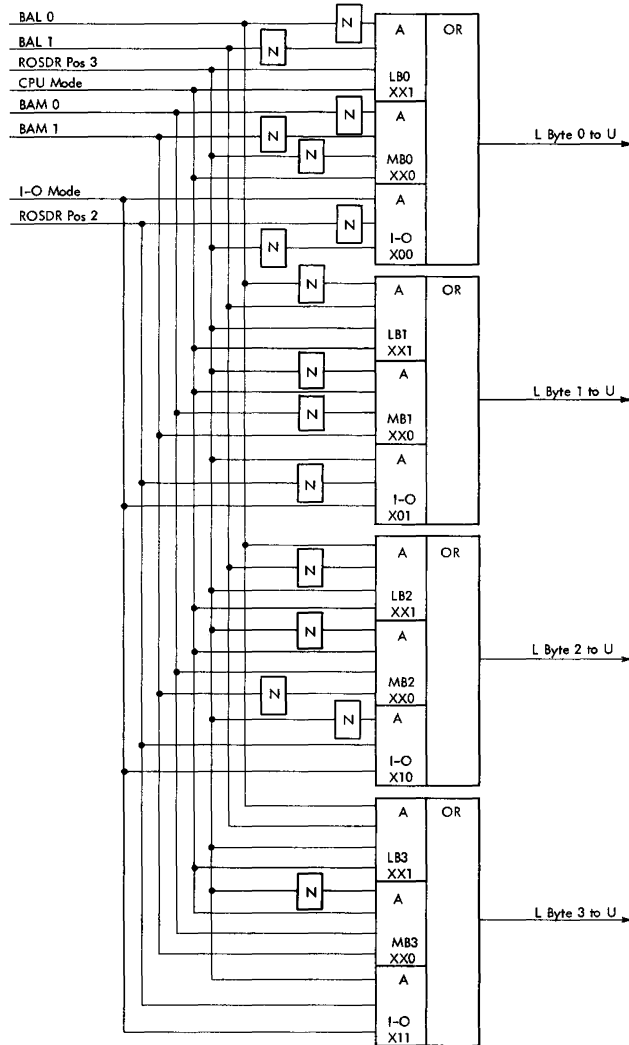 BAL 0
BAL 1
ROSDR Pos 3
CPU Mode
BAM 0
BAM 1
I-O Mode
ROSDR Pos 2
N
N
A OR
LB0
XX1
N
N
N
A
MB0
XX0
L Byte 0 to U
N
N
A
I-O
X00
N
A OR
LB1
XX1
N
N
A
MB1
XX0
L Byte 1 to U
N
A
I-O
X01
N
A OR
LB2
XX1
N
N
A
MB2
XX0
L Byte 2 to U
N
A
I-O
X10
A OR
LB3
XX1
N
A
MB3
XX0
L Byte 3 to U
A
I-O
X11